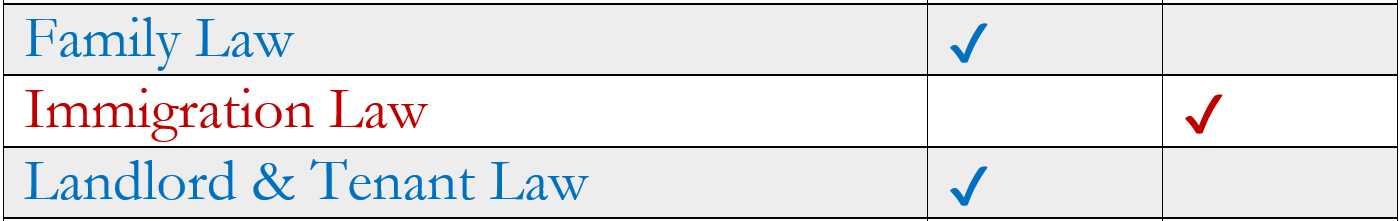 Family Law ✓
Immigration Law ✓
Landlord & Tenant Law ✓